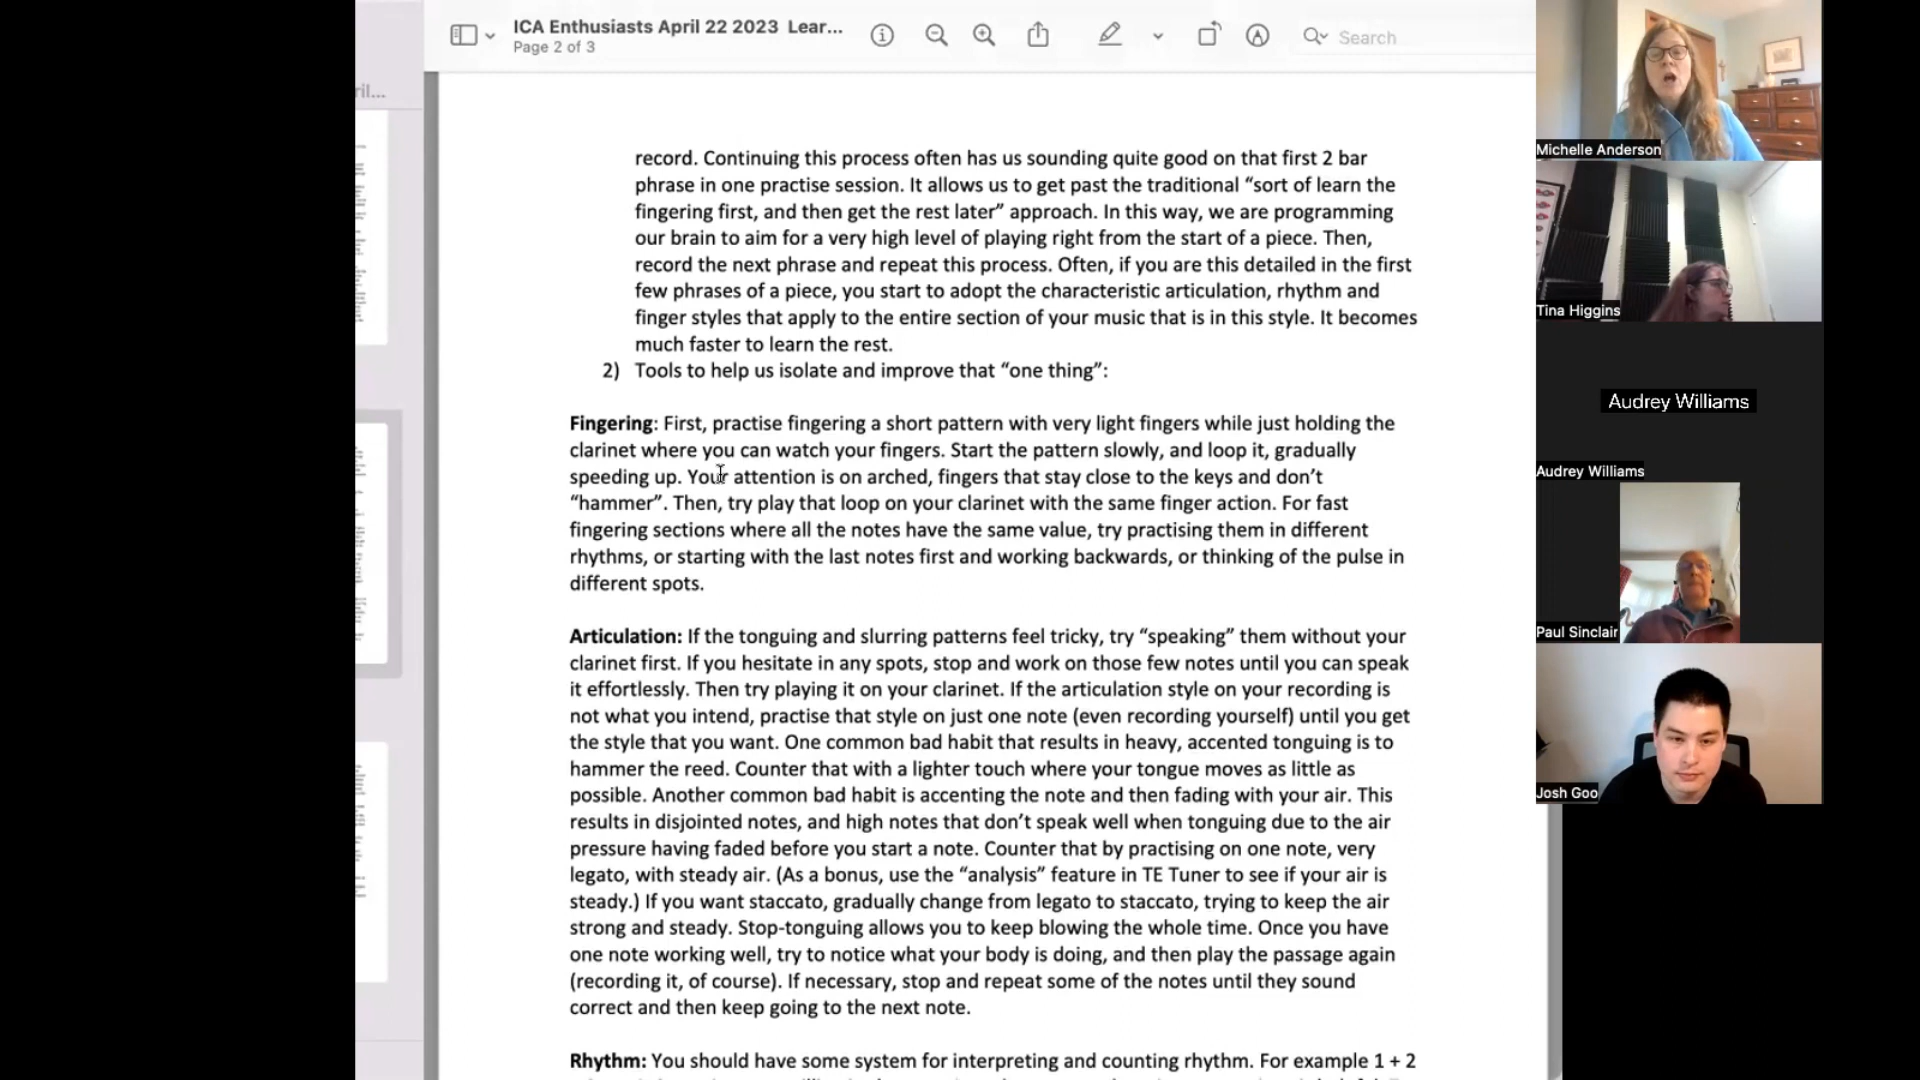 ICA Enthusiasts April 22 2023 Lear...
Page 2 of 3
Search
ril...
record. Continuing this process often has us sounding quite good on that first 2 bar
phrase in one practise session. It allows us to get past the traditional “sort of learn the
fingering first, and then get the rest later” approach. In this way, we are programming
our brain to aim for a very high level of playing right from the start of a piece. Then,
record the next phrase and repeat this process. Often, if you are this detailed in the first
few phrases of a piece, you start to adopt the characteristic articulation, rhythm and
finger styles that apply to the entire section of your music that is in this style. It becomes
much faster to learn the rest.
2) Tools to help us isolate and improve that “one thing”:
Fingering: First, practise fingering a short pattern with very light fingers while just holding the
clarinet where you can watch your fingers. Start the pattern slowly, and loop it, gradually
speeding up. Your attention is on arched, fingers that stay close to the keys and don’t
“hammer”. Then, try play that loop on your clarinet with the same finger action. For fast
fingering sections where all the notes have the same value, try practising them in different
rhythms, or starting with the last notes first and working backwards, or thinking of the pulse in
different spots.
Articulation: If the tonguing and slurring patterns feel tricky, try “speaking” them without your
clarinet first. If you hesitate in any spots, stop and work on those few notes until you can speak
it effortlessly. Then try playing it on your clarinet. If the articulation style on your recording is
not what you intend, practise that style on just one note (even recording yourself) until you get
the style that you want. One common bad habit that results in heavy, accented tonguing is to
hammer the reed. Counter that with a lighter touch where your tongue moves as little as
possible. Another common bad habit is accenting the note and then fading with your air. This
results in disjointed notes, and high notes that don’t speak well when tonguing due to the air
pressure having faded before you start a note. Counter that by practising on one note, very
legato, with steady air. (As a bonus, use the “analysis” feature in TE Tuner to see if your air is
steady.) If you want staccato, gradually change from legato to staccato, trying to keep the air
strong and steady. Stop-tonguing allows you to keep blowing the whole time. Once you have
one note working well, try to notice what your body is doing, and then play the passage again
(recording it, of course). If necessary, stop and repeat some of the notes until they sound
correct and then keep going to the next note.
Rhythm: You should have some system for interpreting and counting rhythm. For example 1 + 2
Michelle Anderson
Tina Higgins
Audrey Williams
Audrey Williams
Paul Sinclair
Josh Goo